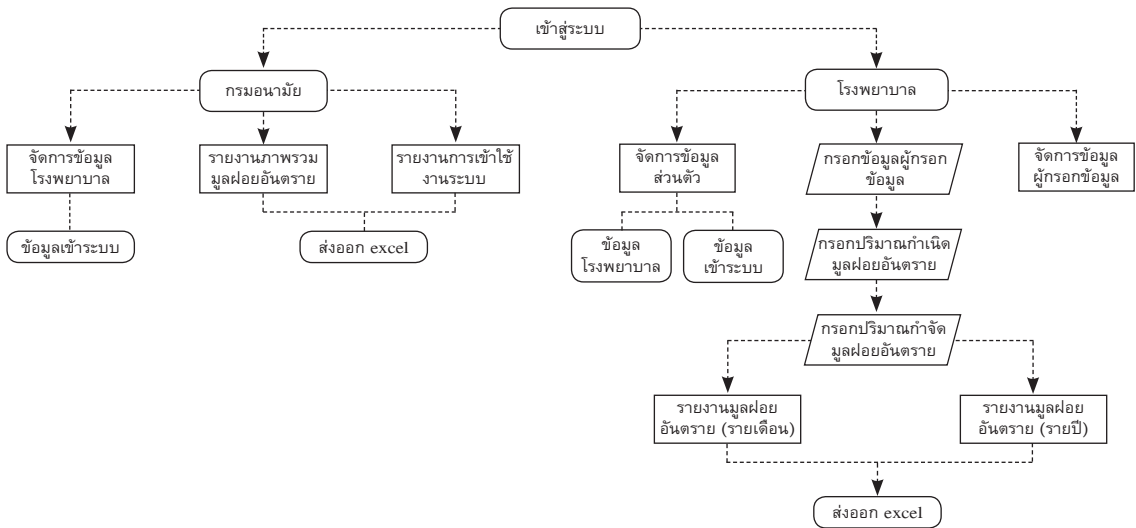 เข้าสู่ระบบ
กรมอนามัย
โรงพยาบาล
จัดการข้อมูล
โรงพยาบาล
รายงานภาพรวม
มูลฝอยอันตราย
รายงานการเข้าใช้
งานระบบ
จัดการข้อมูล
ส่วนตัว
กรอกข้อมูลผู้กรอก
ข้อมูล
จัดการข้อมูล
ผู้กรอกข้อมูล
ข้อมูลเข้าระบบ
ส่งออก excel
ข้อมูล
โรงพยาบาล
ข้อมูล
เข้าระบบ
กรอกปริมาณกำเนิด
มูลฝอยอันตราย
กรอกปริมาณกำจัด
มูลฝอยอันตราย
รายงานมูลฝอย
อันตราย (รายเดือน)
รายงานมูลฝอย
อันตราย (รายปี)
ส่งออก excel